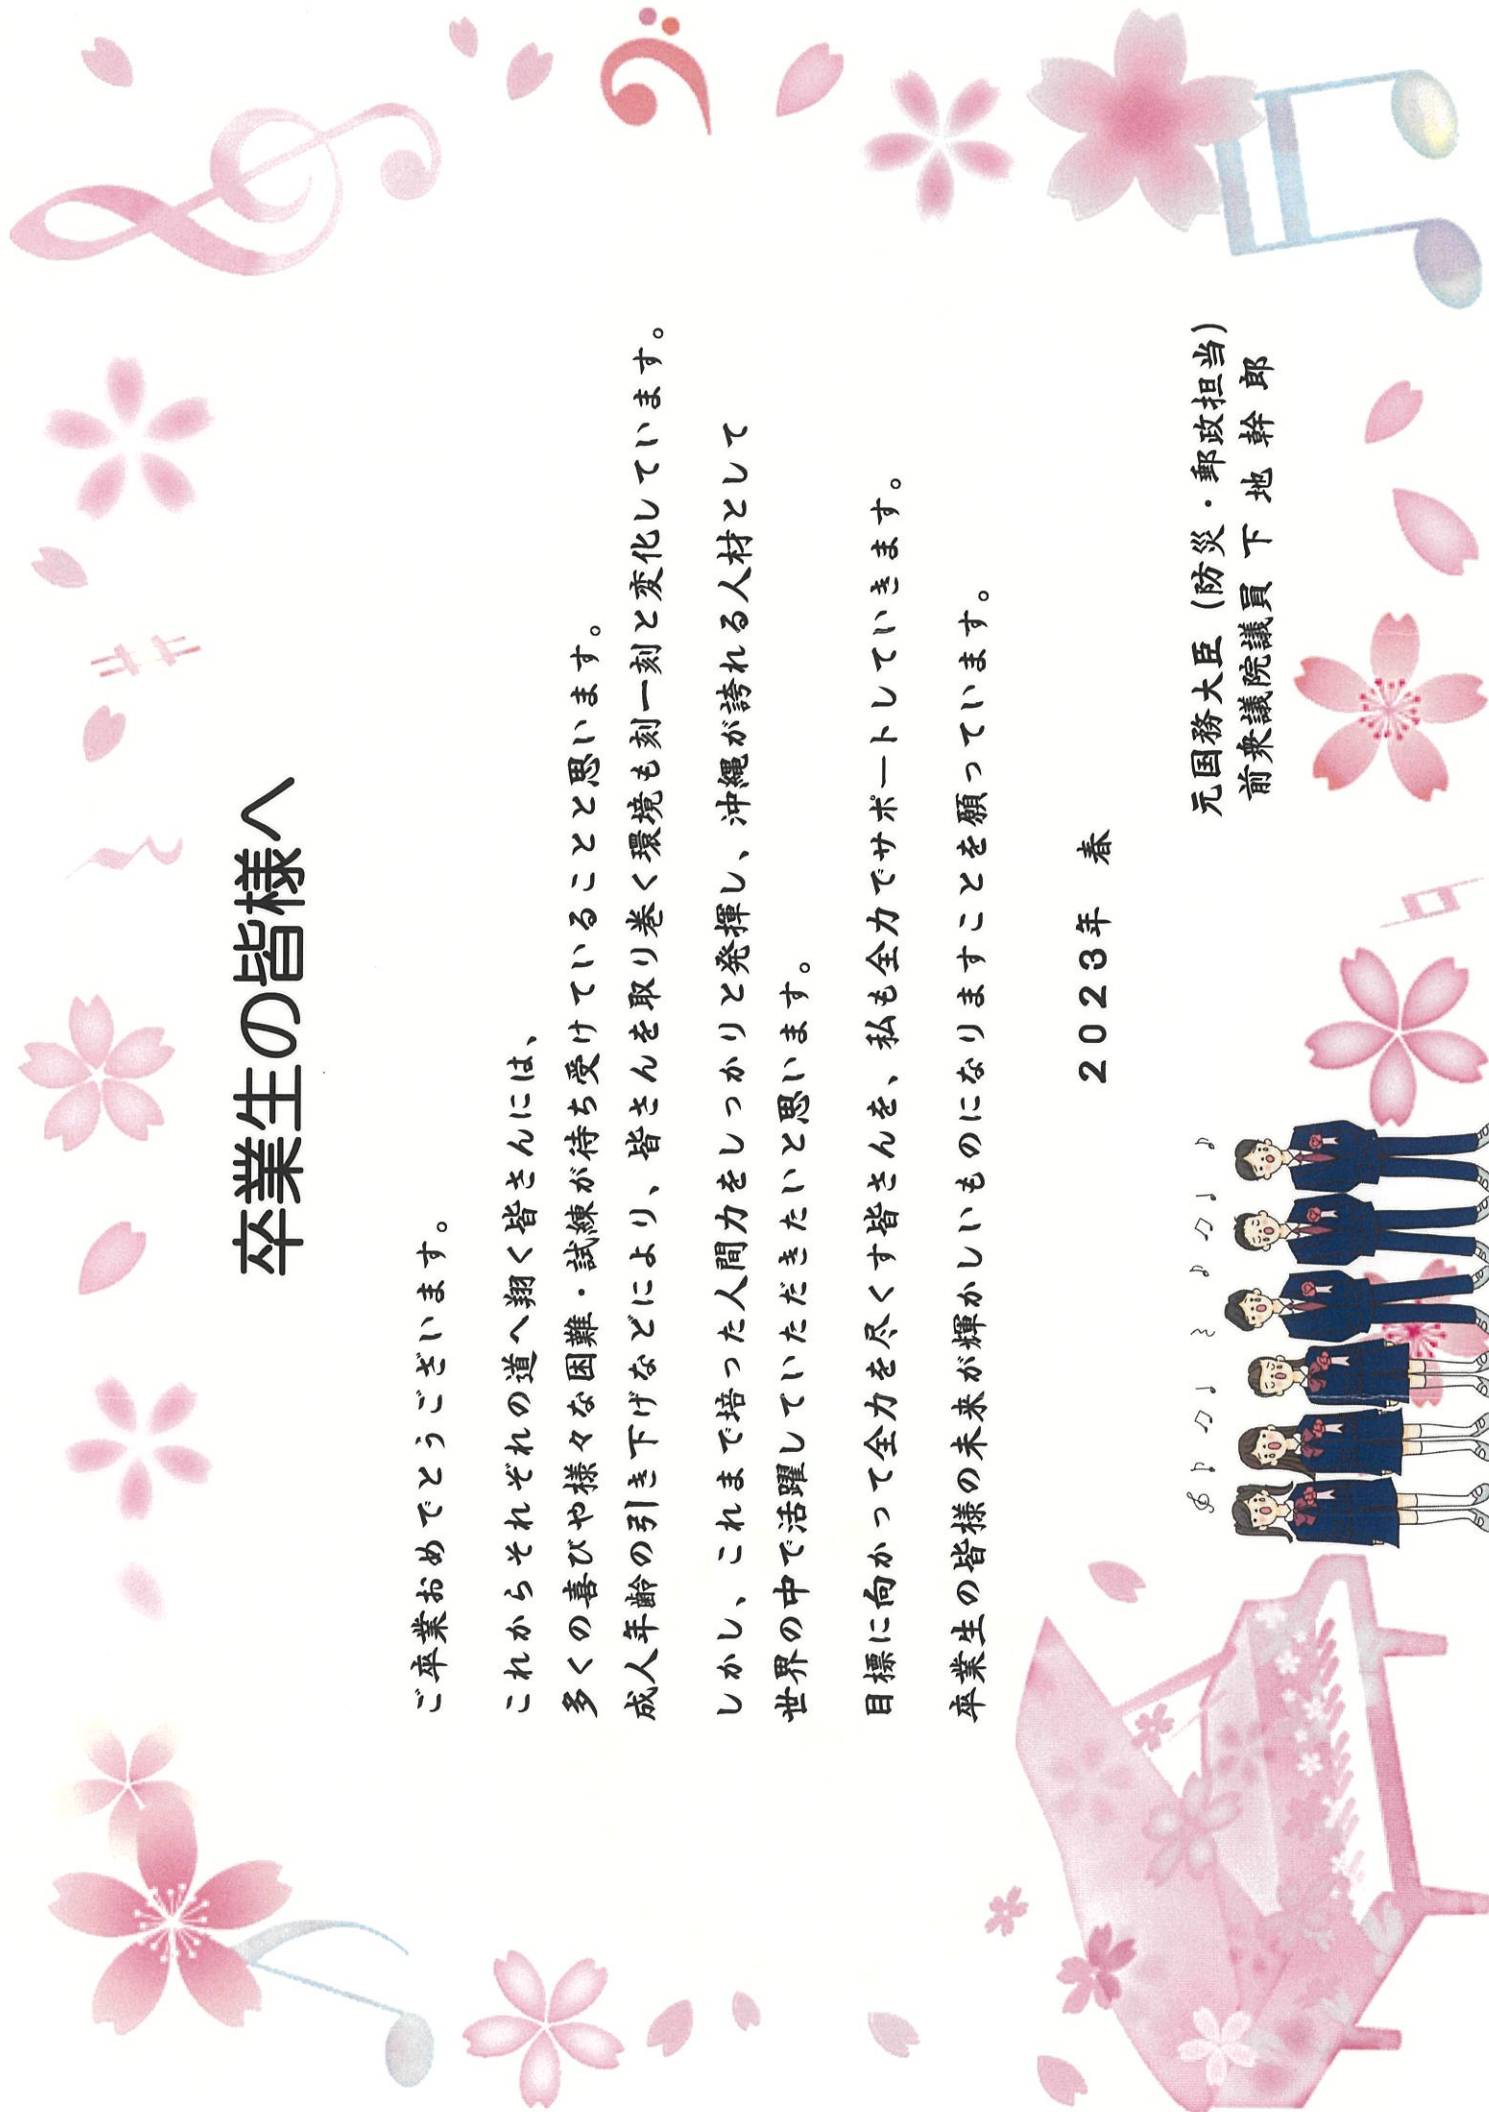 卒業生の皆様へ
ご卒業おめでとうございます。
これからそれぞれの道へ翔く皆さんには、
多くの喜びや様々な困難・試練が待ち受けていることと思います。
成人年齢の引き下げなどにより、皆さんを取り巻く環境も刻一刻と変化しています。
しかし、これまで培った人間力をしっかりと発揮し、沖縄が誇れる人材として
世界の中で活躍していただきたいと思います。
目標に向かって全力を尽くす皆さんを、私も全力でサポートしていきます。
卒業生の皆様の未来が輝かしいものになりますことを願っています。
2023年 春
元国務大臣（防災・郵政担当）
前衆議院議員 下 地 幹 郎